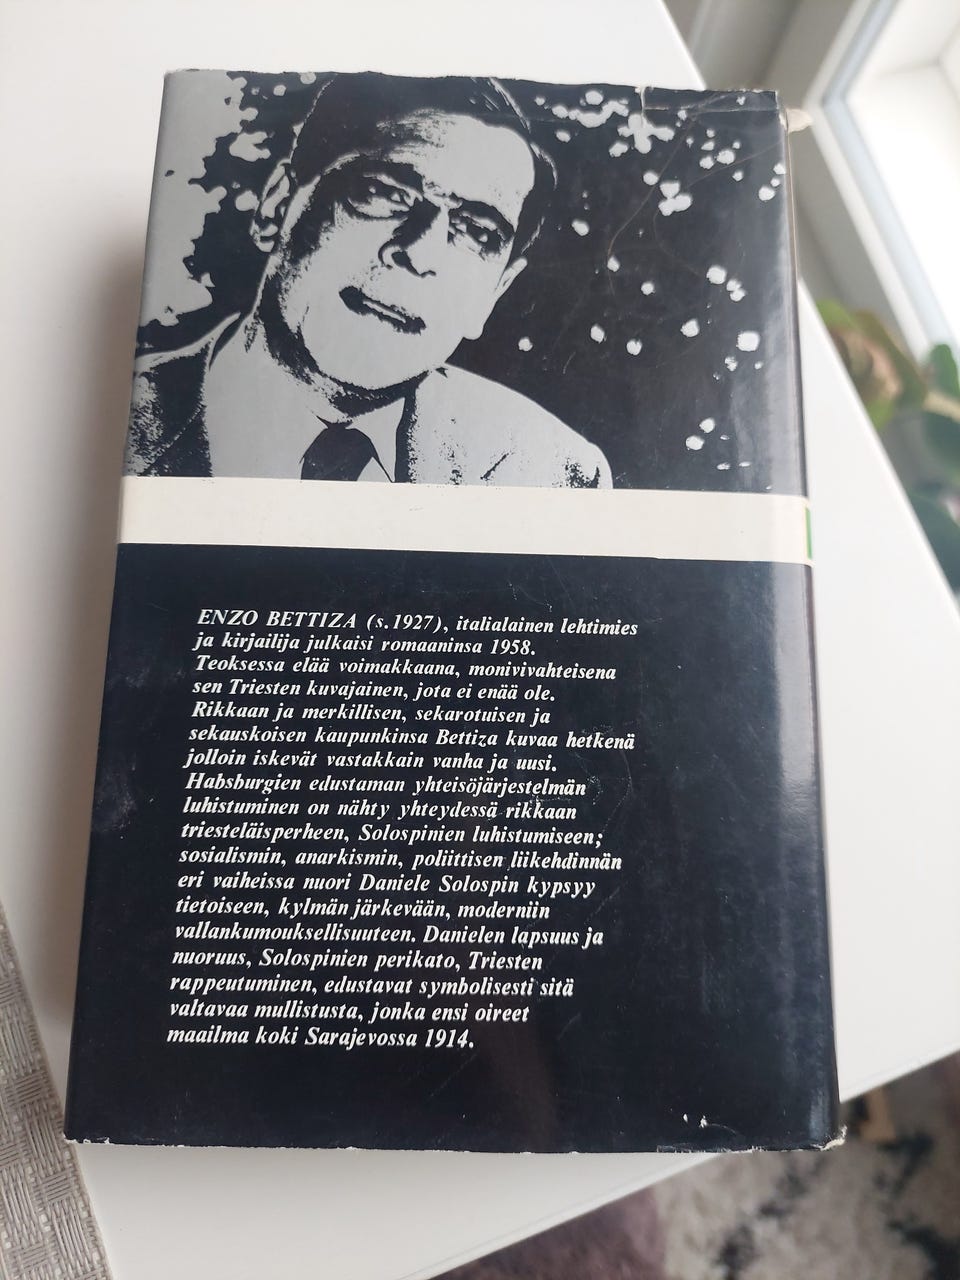 ENZO BETTIZA (s. 1927), italialainen lehtimies
ja kirjailija julkaisi romaaninsa 1958.
Teoksessa elää voimakkaana, monivivahteisena
sen Triesten kuvajainen, jota ei enää ole.
Rikkaan ja merkillisen, sekarotuisen ja
sekauskoisen kaupunkinsa Bettiza kuvaa hetkenä
jolloin iskevät vastakkain vanha ja uusi.
Habsburgien edustaman yhteisöjärjestelmän
luhistuminen on nähty yhteydessä rikkaan
triesteläisperheen, Solospinien luhistumiseen;
sosialismin, anarkismin, poliittisen liikehdinnän
eri vaiheissa nuori Daniele Solospin kypsyy
tietoiseen, kylmän järkevään, moderniin
vallankumouksellisuuteen. Danielen lapsuus ja
nuoruus, Solospinien perikato, Triesten
rappeutuminen, edustavat symbolisesti sitä
valtavaa mullistusta, jonka ensi oireet
maailma koki Sarajevossa 1914.